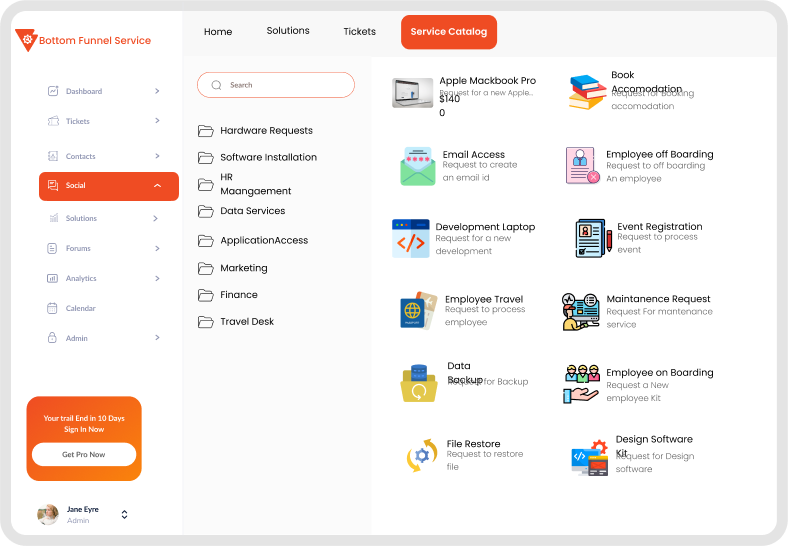 Bottom Funnel Service
Home
Solutions
Tickets
Service Catalog
Dashboard
Tickets
Contacts
Social
Solutions
Forums
Analytics
Calendar
Admin
Your trail End in 10 Days
Sign In Now
Get Pro Now
Jane Eyre
Admin
Search
Hardware Requests
Software Installation
HR
Maangaement
Data Services
ApplicationAccess
Marketing
Finance
Travel Desk
Apple Mackbook Pro
Request for a new Apple..
$140
0
Book
Accomodation
Request for Booking
accomodation
Email Access
Request to create
an email id
Employee off Boarding
Request to off boarding
An employee
Development Laptop
Request for a new
development
Event Registration
Request to process
event
Employee Travel
Request to process
employee
Maintanence Request
Request For mantenance
service
Data
Backup
Request for Backup
Employee on Boarding
Request a New
employee Kit
File Restore
Request to restore
file
Design Software
Kit
Request for Design
software